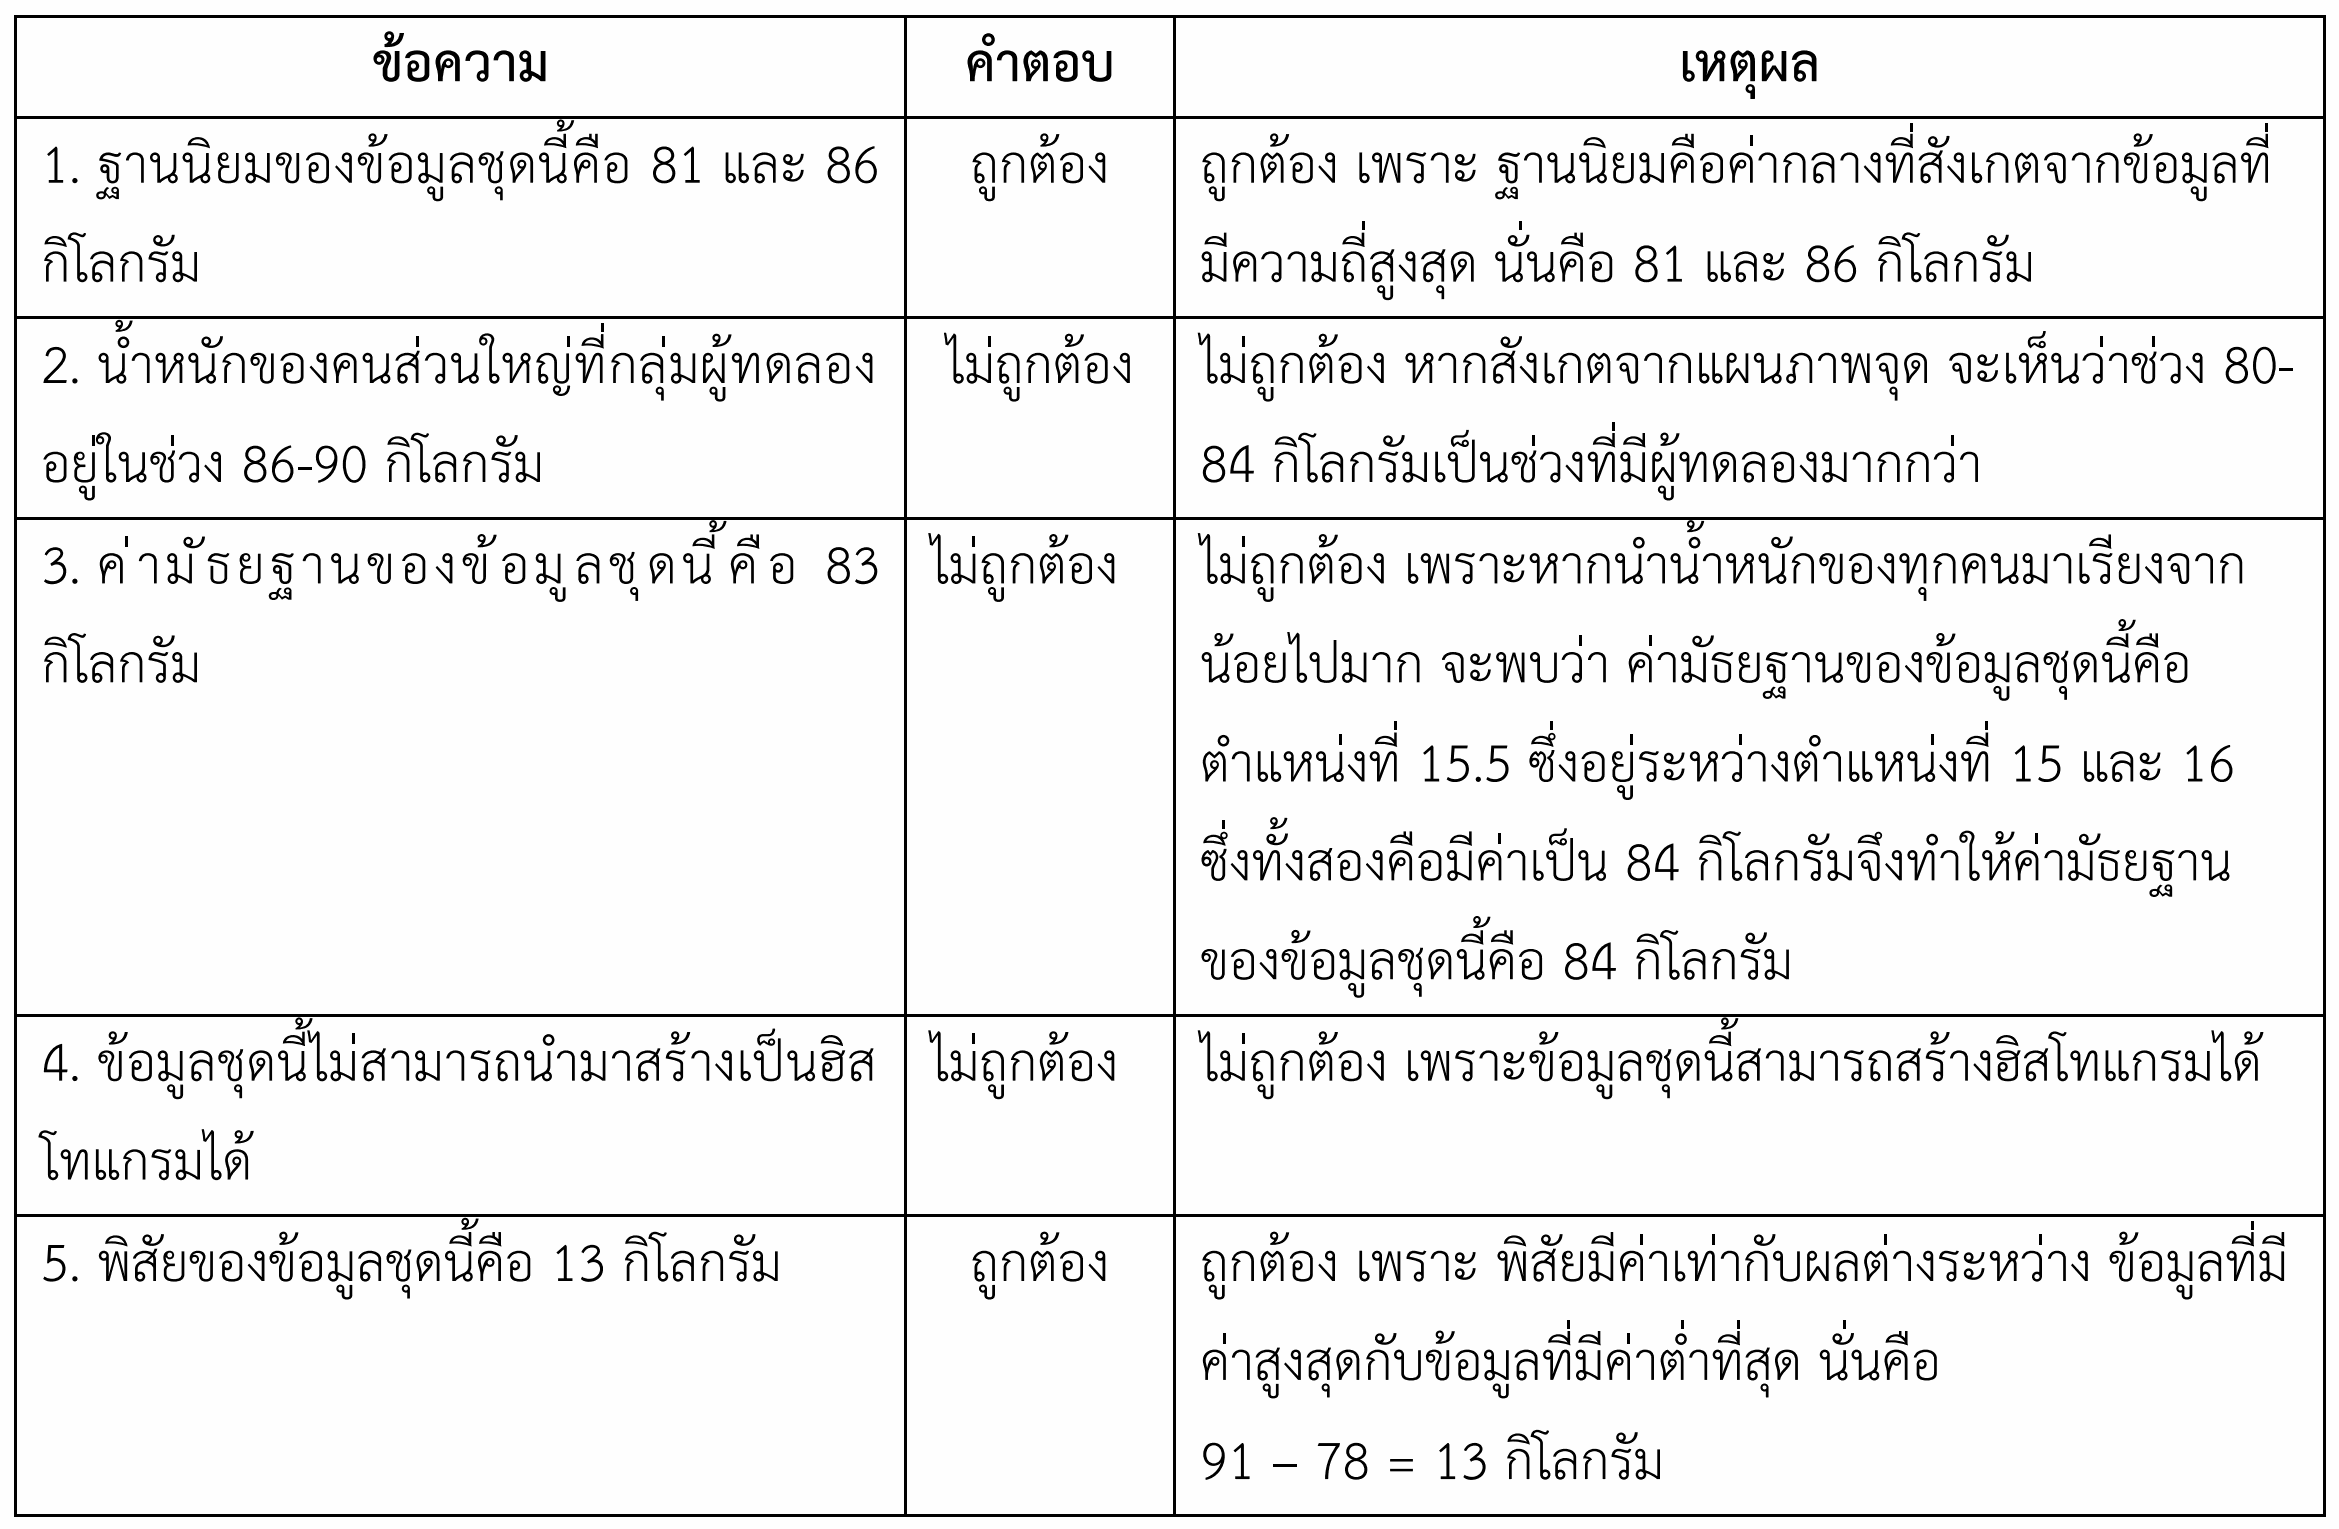 ข้อความ คำตอบ เหตุผล
1. ฐานนิยมของข้อมูลชุดนี้คือ 81 และ 86
กิโลกรัม
ถูกต้อง
ถูกต้อง เพราะ ฐานนิยมคือค่ากลางที่สังเกตจากข้อมูลที่
มีความถี่สูงสุด นั่นคือ 81 และ 86 กิโลกรัม
2. น้ำหนักของคนส่วนใหญ่ที่กลุ่มผู้ทดลอง
อยู่ในช่วง 86-90 กิโลกรัม
ไม่ถูกต้อง
ไม่ถูกต้อง หากสังเกตจากแผนภาพจุด จะเห็นว่าช่วง 80-
84 กิโลกรัมเป็นช่วงที่มีผู้ทดลองมากกว่า
3. ค่ามัธยฐานของข้อมูลชุดนี้คือ 83
กิโลกรัม
ไม่ถูกต้อง
ไม่ถูกต้อง เพราะหากนำน้ำหนักของทุกคนมาเรียงจาก
น้อยไปมาก จะพบว่า ค่ามัธยฐานของข้อมูลชุดนี้คือ
ตำแหน่งที่ 15.5 ซึ่งอยู่ระหว่างตำแหน่งที่ 15 และ 16
ซึ่งทั้งสองคือมีค่าเป็น 84 กิโลกรัมจึงทำให้ค่ามัธยฐาน
ของข้อมูลชุดนี้คือ 84 กิโลกรัม
4. ข้อมูลชุดนี้ไม่สามารถนำมาสร้างเป็นฮิส
โทแกรมได้
ไม่ถูกต้อง
ไม่ถูกต้อง เพราะข้อมูลชุดนี้สามารถสร้างฮิสโทแกรมได้
5. พิสัยของข้อมูลชุดนี้คือ 13 กิโลกรัม
ถูกต้อง
ถูกต้อง เพราะ พิสัยมีค่าเท่ากับผลต่างระหว่าง ข้อมูลที่มี
ค่าสูงสุดกับข้อมูลที่มีค่าต่ำที่สุด นั่นคือ
91 – 78 = 13 กิโลกรัม